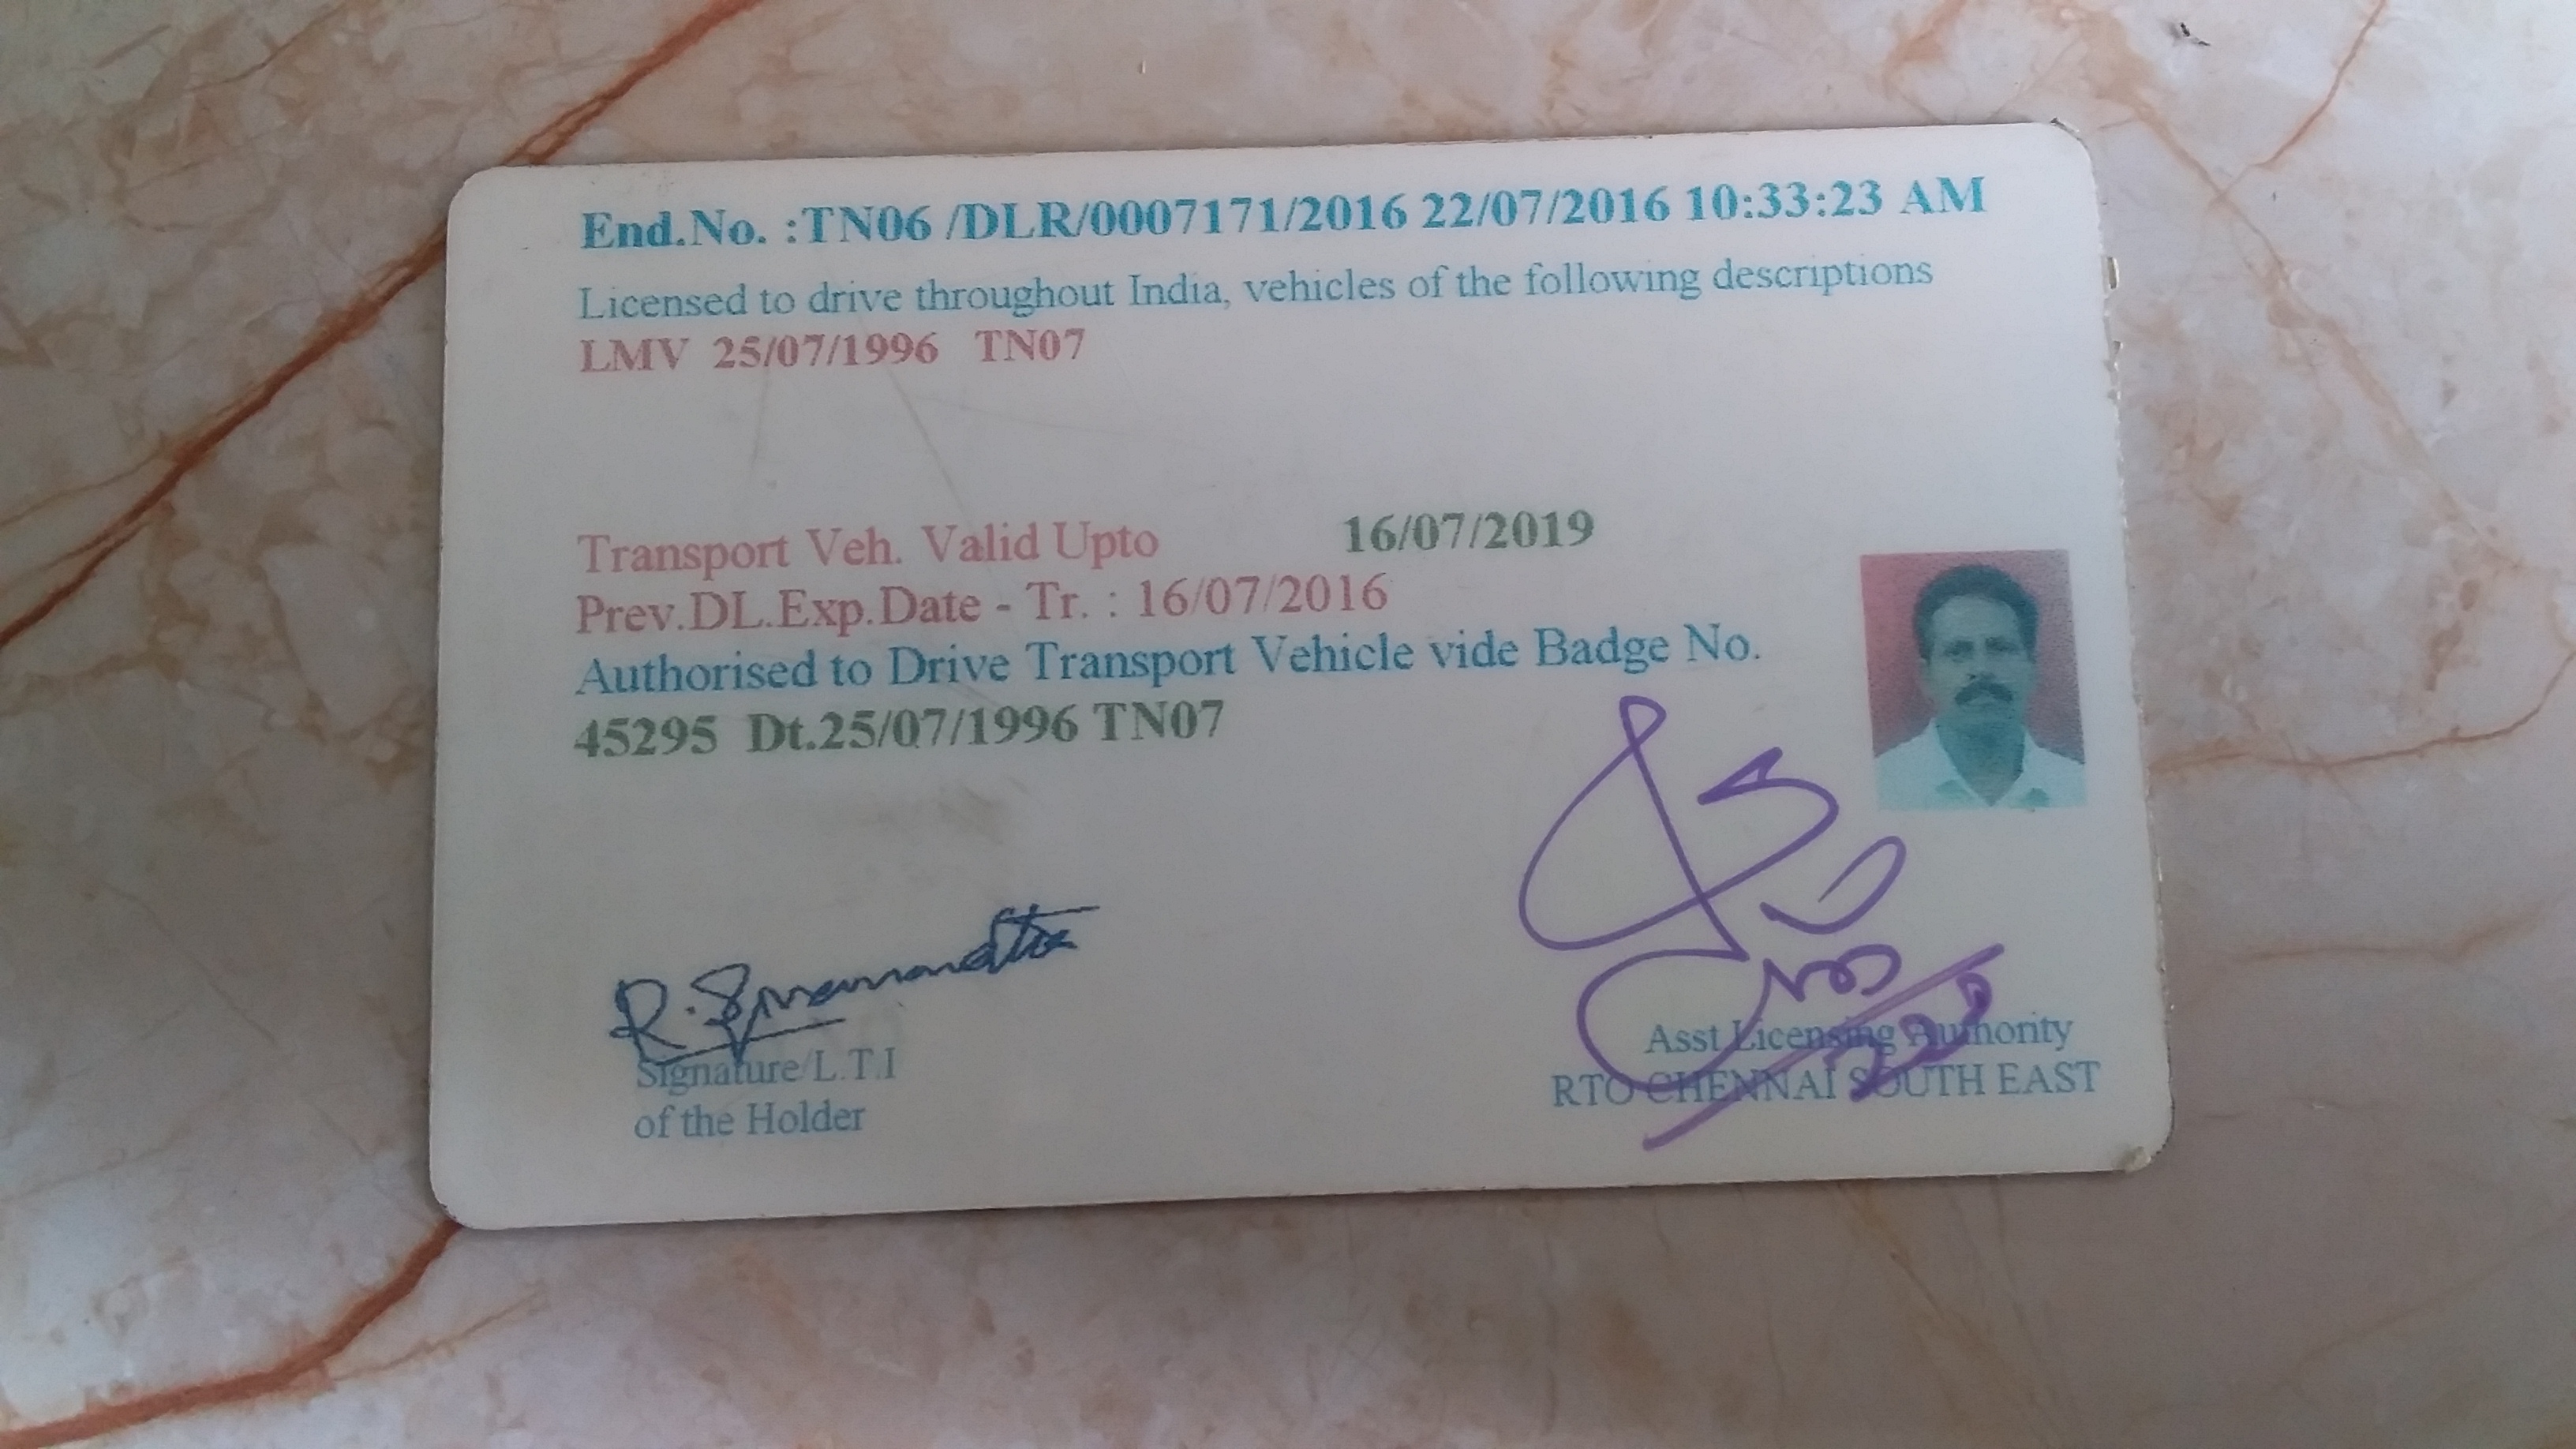 End.No. :TN06 /DLR/0007171/2016 22/07/2016 10:33:23 AM
Licensed to drive throughout India, vehicles of the following descriptions
LMV 25/07/1996 TN07
Transport Veh. Valid Upto 16/07/2019
Prev.DL.Exp.Date - Tr. : 16/07/2016
Authorised to Drive Transport Vehicle vide Badge No.
45295 Dt.25/07/1996 TN07
R.
Signature/L.T.I
of the Holder
Asst Licensing Authority
RTO CHENNAI SOUTH EAST